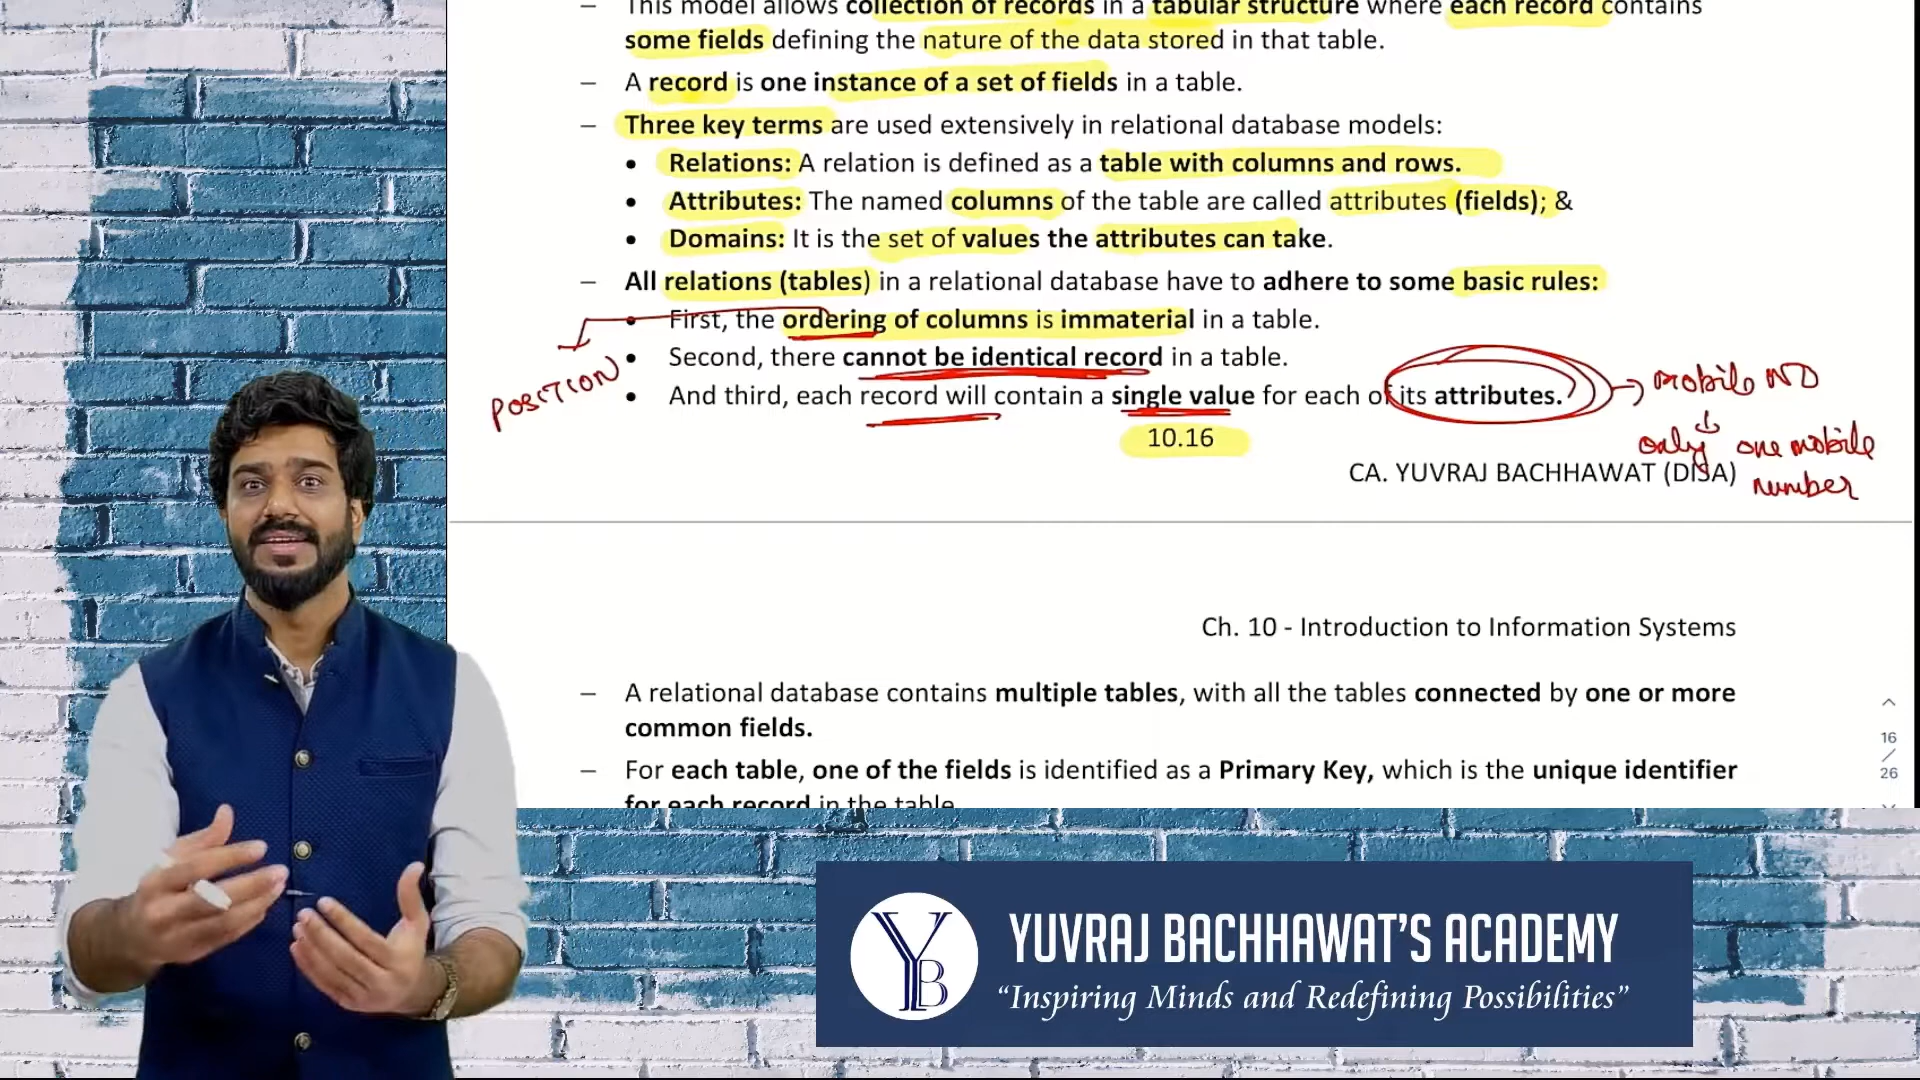 – This model allows collection of records in a tabular structure where each record contains
some fields defining the nature of the data stored in that table.
– A record is one instance of a set of fields in a table.
– Three key terms are used extensively in relational database models:
• Relations: A relation is defined as a table with columns and rows.
• Attributes: The named columns of the table are called attributes (fields); &
• Domains: It is the set of values the attributes can take.
– All relations (tables) in a relational database have to adhere to some basic rules:
• First, the ordering of columns is immaterial in a table.
• Second, there cannot be identical record in a table.
POSITION
• And third, each record will contain a single value for each of its attributes.
mobile NO
only one mobile
number
10.16
CA. YUVRAJ BACHHAWAT (DISA)
Ch. 10 - Introduction to Information Systems
– A relational database contains multiple tables, with all the tables connected by one or more
common fields.
– For each table, one of the fields is identified as a Primary Key, which is the unique identifier
for each record in the table.
16
/
26
YB
YUVRAJ BACHHAWAT'S ACADEMY
“Inspiring Minds and Redefining Possibilities”